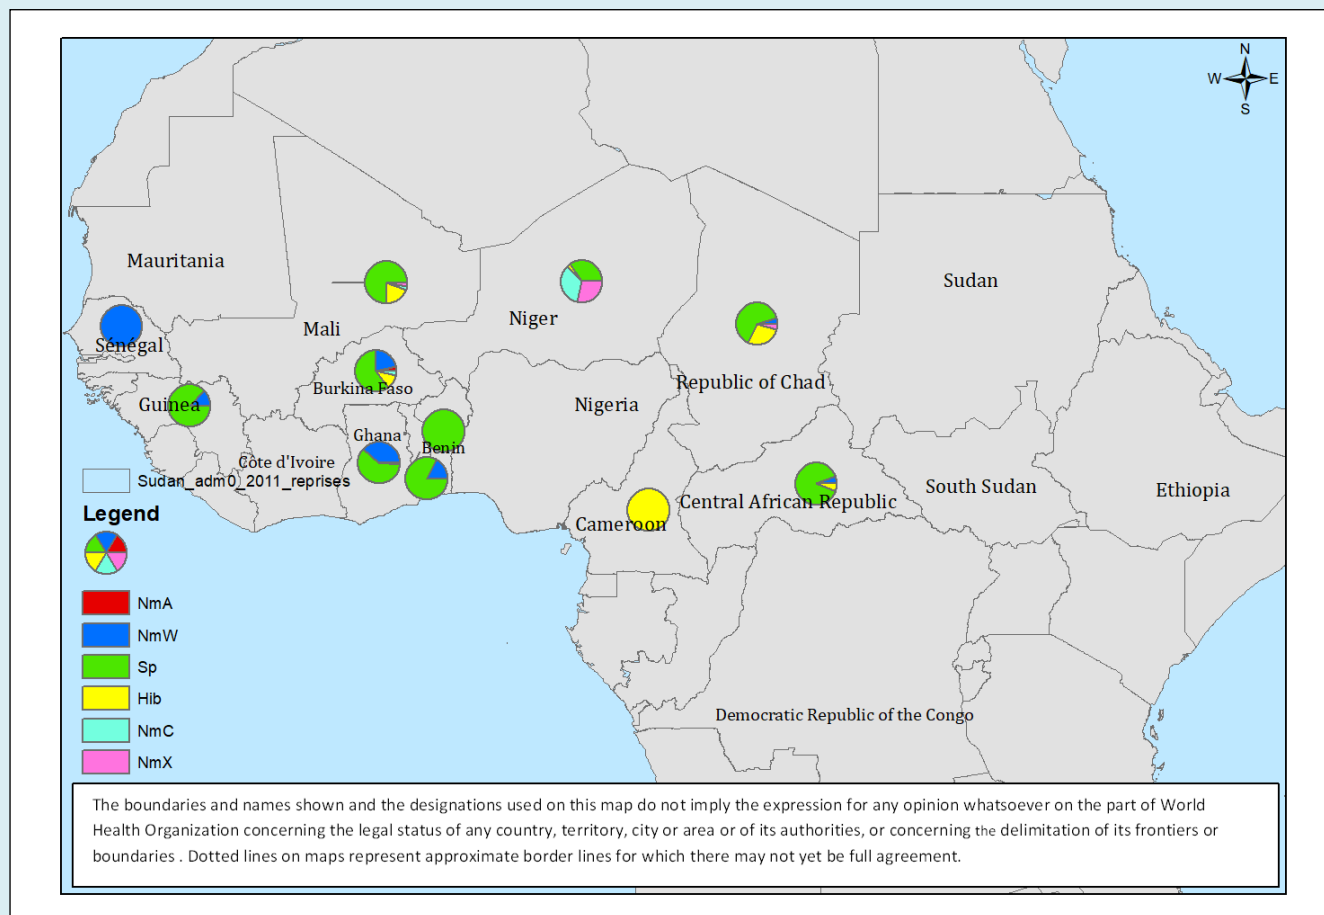 N
W E
S
Mauritania
Sudan
Niger
Mali
Sénégal
Republic of Chad
Burkina Faso
Guinea
Nigeria
Ghana
Benin
Côte d'Ivoire
Sudan_adm0_2011_reprises
South Sudan
Ethiopia
Central African Republic
Cameroon
Legend
NmA
NmW
Sp
Hib
NmC
NmX
Democratic Republic of the Congo
The boundaries and names shown and the designations used on this map do not imply the expression for any opinion whatsoever on the part of World
Health Organization concerning the legal status of any country, territory, city or area or of its authorities, or concerning the delimitation of its frontiers or
boundaries . Dotted lines on maps represent approximate border lines for which there may not yet be full agreement.